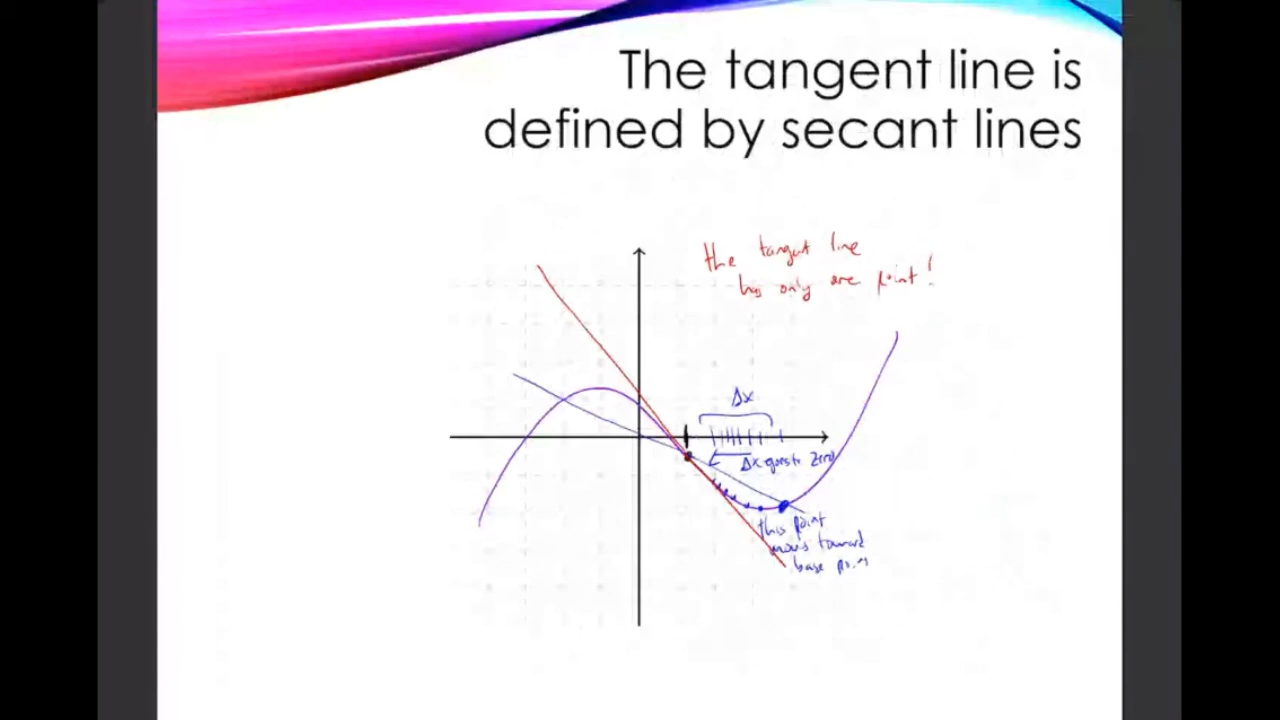 The tangent line is
defined by secant lines
the tangent line
has only one point!
Δx
Δx goes to zero
this point
moves toward
base point